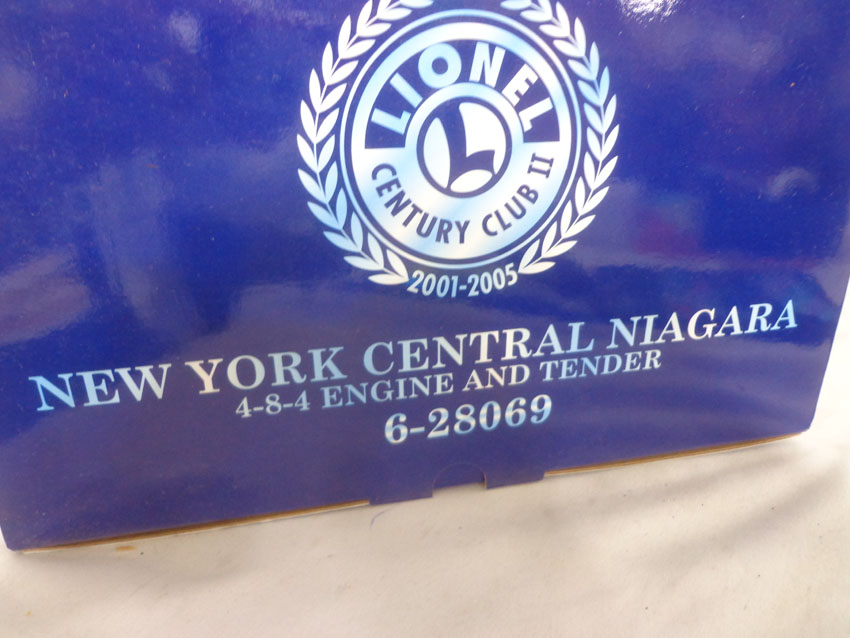 LIONEL
L
CENTURY CLUB II
2001-2005
NEW YORK CENTRAL NIAGARA
4-8-4 ENGINE AND TENDER
6-28069